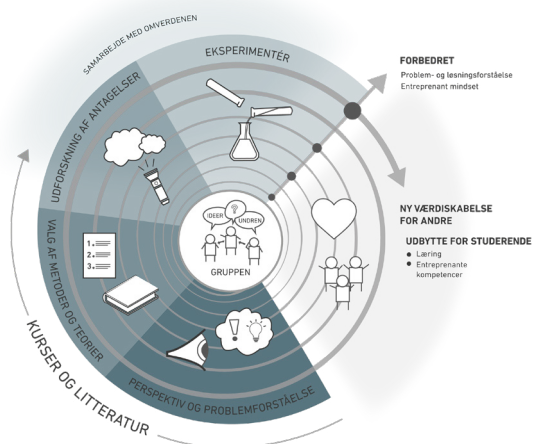 SAMARBEJDE MED OMVERDENEN
EKSPERIMENTÉR
UDFORSKNING AF ANTAGELSER
VALG AF METODER OG TEORIER
PERSPEKTIV OG PROBLEMFORSTÅELSE
KURSER OG LITTERATUR
IDEER
?
UNDREN
GRUPPEN
1.
2.
3.
!
FORBEDRET
Problem- og løsningsforståelse
Entreprenant mindset
NY VÆRDISKABELSE
FOR ANDRE
UDBYTTE FOR STUDERENDE
● Læring
● Entreprenante
kompetencer